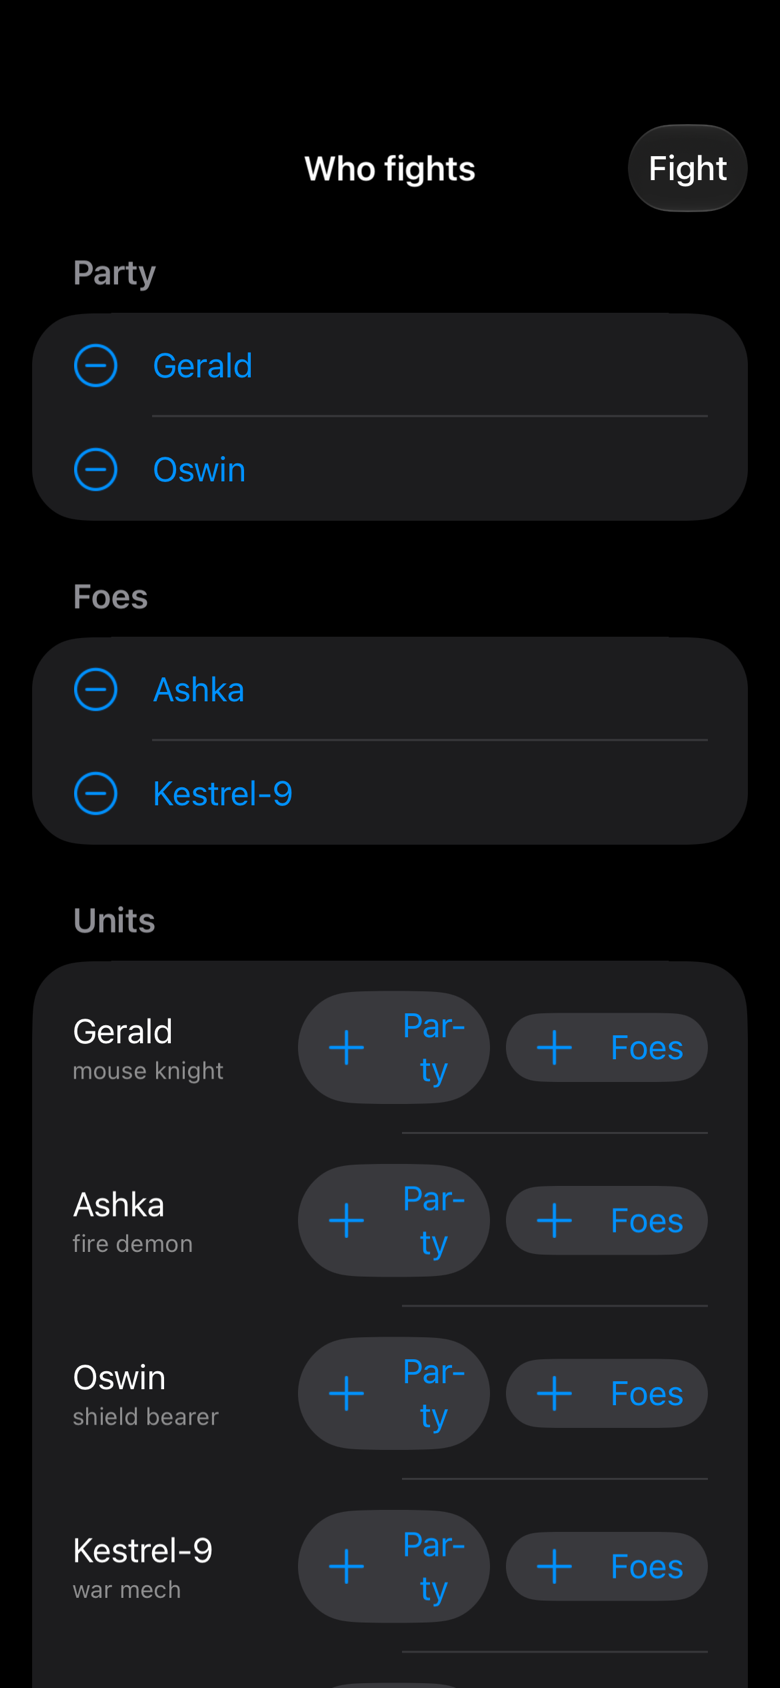 Who fights
Fight
Party
Gerald
Oswin
Foes
Ashka
Kestrel-9
Units
Gerald
mouse knight
Par-
ty
Foes
Ashka
fire demon
Par-
ty
Foes
Oswin
shield bearer
Par-
ty
Foes
Kestrel-9
war mech
Par-
ty
Foes